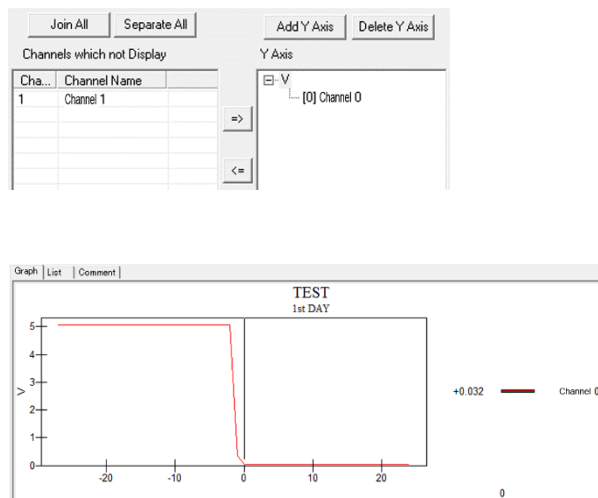 Join All Separate All Add Y Axis Delete Y Axis
Channels which not Display Y Axis
Cha... Channel Name
V
1 Channel 1
[0] Channel 0
=>
<=
Graph List Comment
TEST
1st DAY
5
4
3
V
2
1
0
-20 -10 0 10 20
+0.032 Channel 0
0